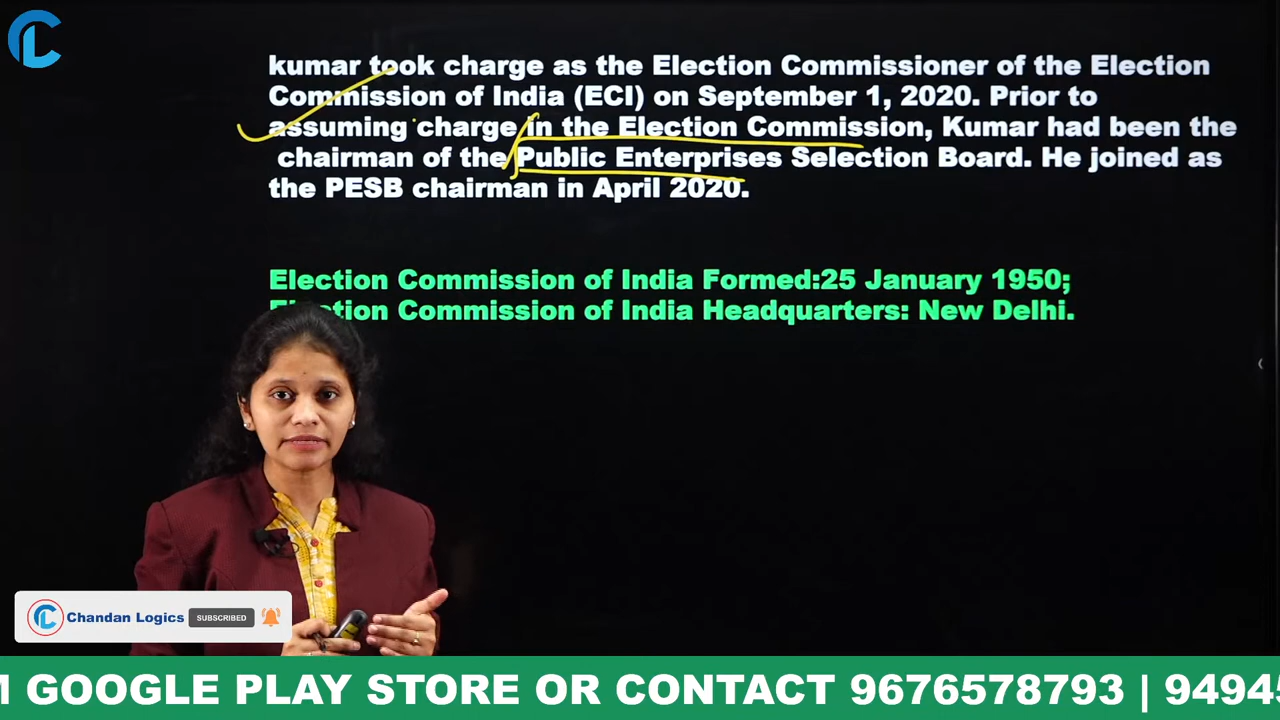 kumar took charge as the Election Commissioner of the Election
Commission of India (ECI) on September 1, 2020. Prior to
assuming charge in the Election Commission, Kumar had been the
chairman of the Public Enterprises Selection Board. He joined as
the PESB chairman in April 2020.
Election Commission of India Formed:25 January 1950;
Election Commission of India Headquarters: New Delhi.
Chandan Logics SUBSCRIBED
GOOGLE PLAY STORE OR CONTACT 9676578793 | 9494